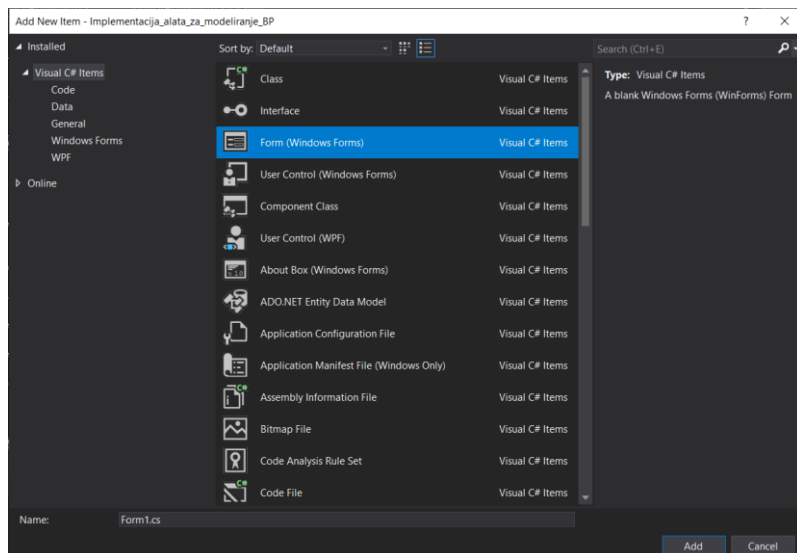 Add New Item - Implementacija_alata_za_modeliranje_BP
? ×
Installed
Visual C# Items
Code
Data
General
Windows Forms
WPF
Online
Sort by: Default
Search (Ctrl+E)
Class Visual C# Items
Interface Visual C# Items
Form (Windows Forms) Visual C# Items
User Control (Windows Forms) Visual C# Items
Component Class Visual C# Items
User Control (WPF) Visual C# Items
About Box (Windows Forms) Visual C# Items
ADO.NET Entity Data Model Visual C# Items
Application Configuration File Visual C# Items
Application Manifest File (Windows Only) Visual C# Items
Assembly Information File Visual C# Items
Bitmap File Visual C# Items
Code Analysis Rule Set Visual C# Items
Code File Visual C# Items
Type: Visual C# Items
A blank Windows Forms (WinForms) Form
Name: Form1.cs
Add Cancel